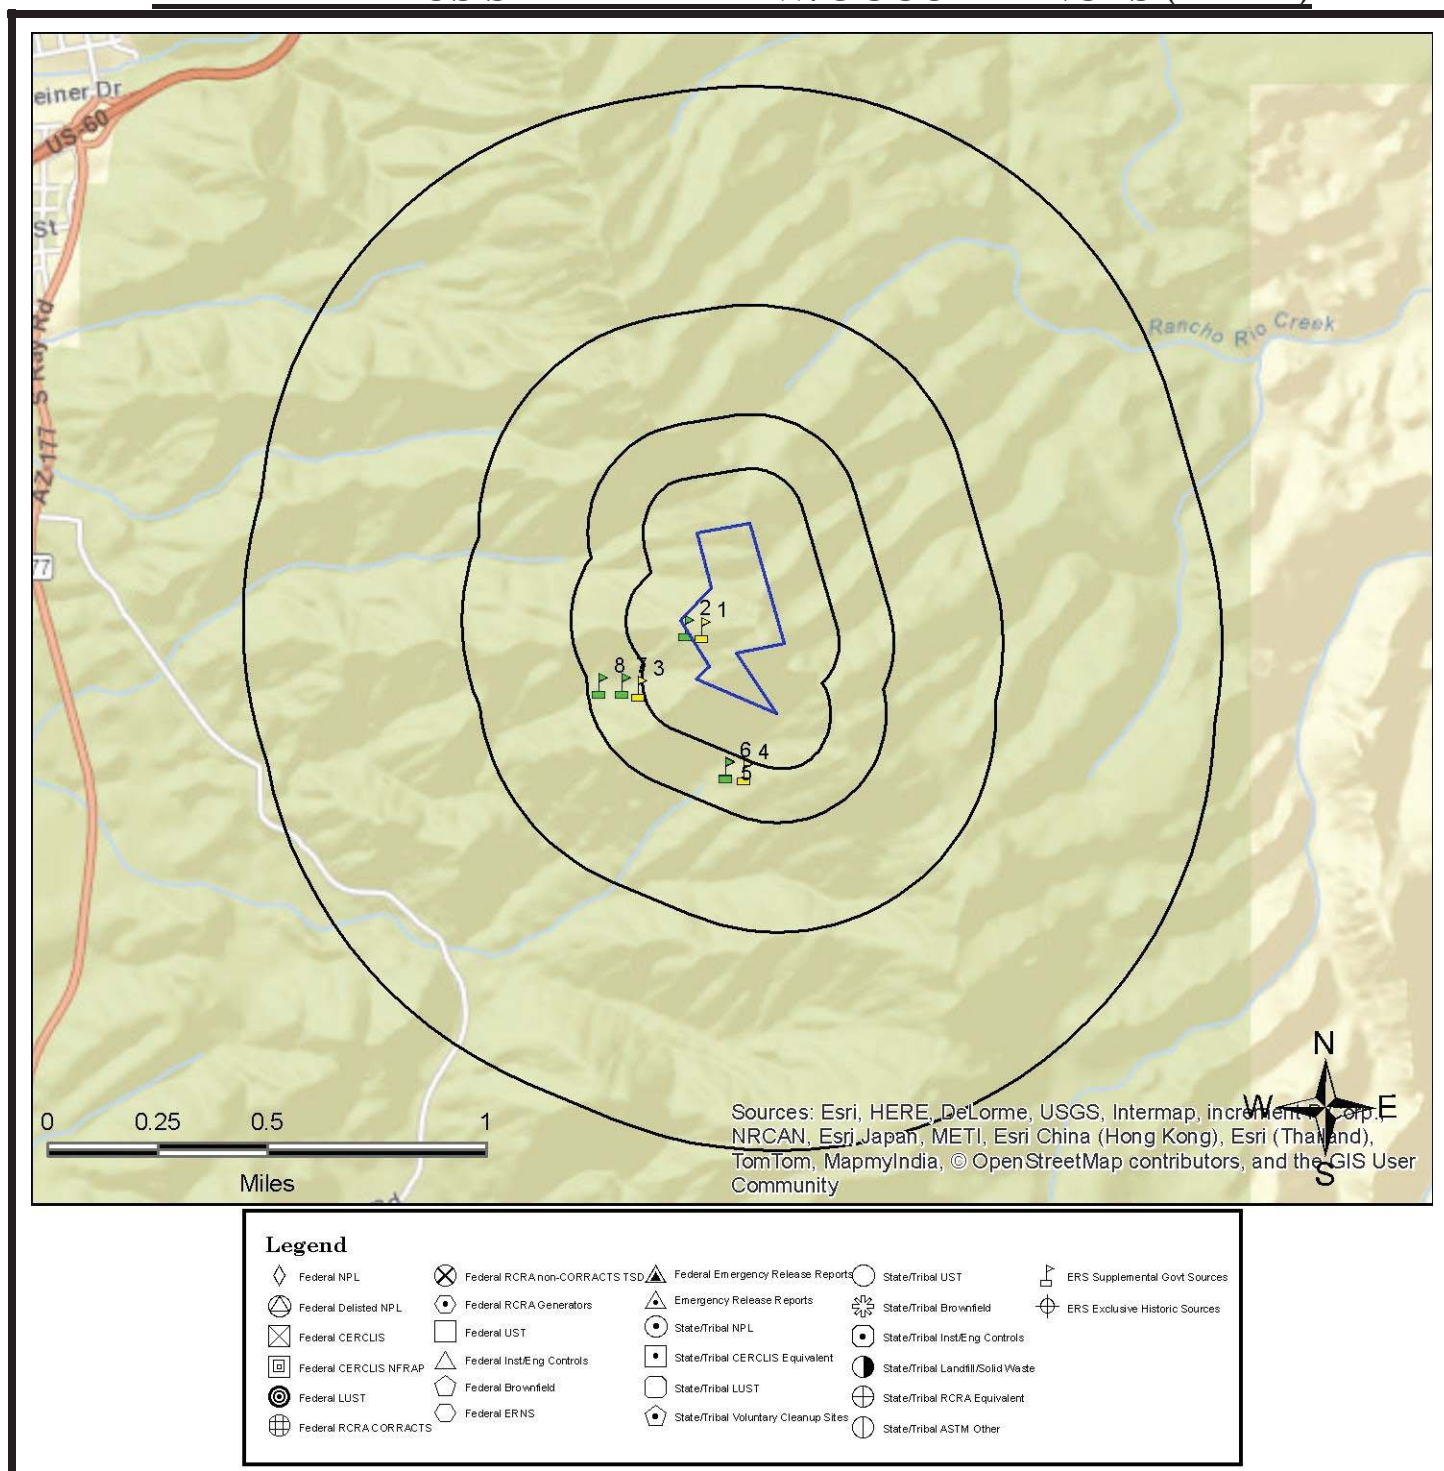 einer Dr
US-60
St
S Ray Rd
AZ-177
77
Rancho Rio Creek
2 1
8 7 3
6 4
5
N
W E
S
0 0.25 0.5 1
Miles
Sources: Esri, HERE, DeLorme, USGS, Intermap, increment P Corp.,
NRCAN, Esri Japan, METI, Esri China (Hong Kong), Esri (Thailand),
TomTom, MapmyIndia, © OpenStreetMap contributors, and the GIS User
Community
Legend
Federal NPL
Federal Delisted NPL
Federal CERCLIS
Federal CERCLIS NFRAP
Federal LUST
Federal RCRA CORRACTS
Federal RCRA non-CORRACTS TSD
Federal RCRA Generators
Federal UST
Federal Inst/Eng Controls
Federal Brownfield
Federal ERNS
Federal Emergency Release Reports
Emergency Release Reports
State/Tribal NPL
State/Tribal CERCLIS Equivalent
State/Tribal LUST
State/Tribal Voluntary Cleanup Sites
State/Tribal UST
State/Tribal Brownfield
State/Tribal Inst/Eng Controls
State/Tribal Landfill/Solid Waste
State/Tribal RCRA Equivalent
State/Tribal ASTM Other
ERS Supplemental Govt Sources
ERS Exclusive Historic Sources